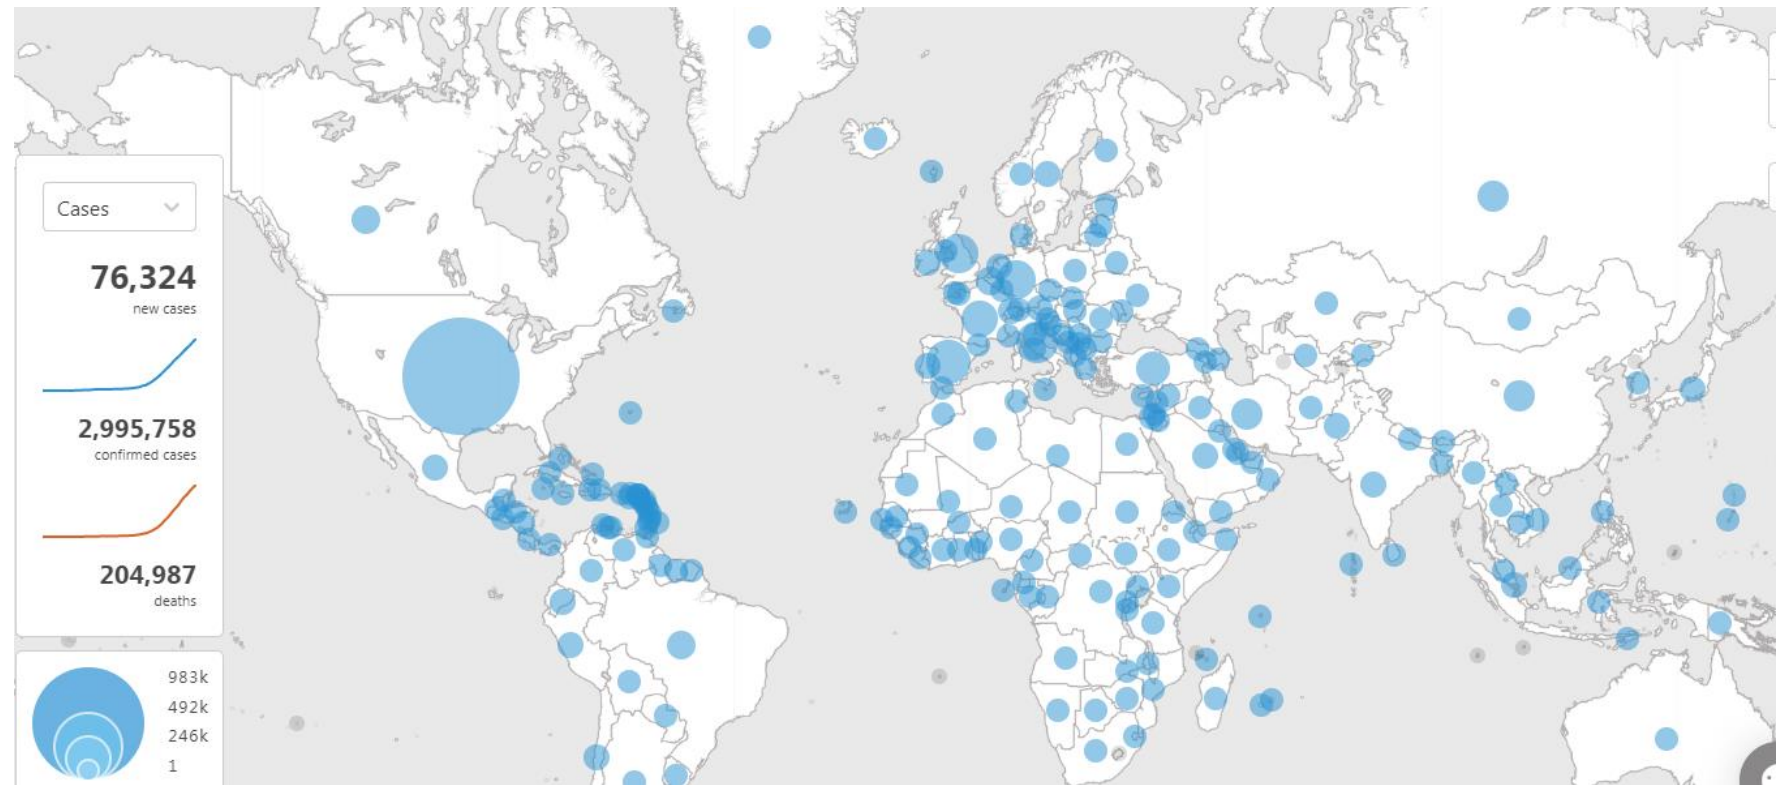 Cases
76,324
new cases
2,995,758
confirmed cases
204,987
deaths
983k
492k
246k
1